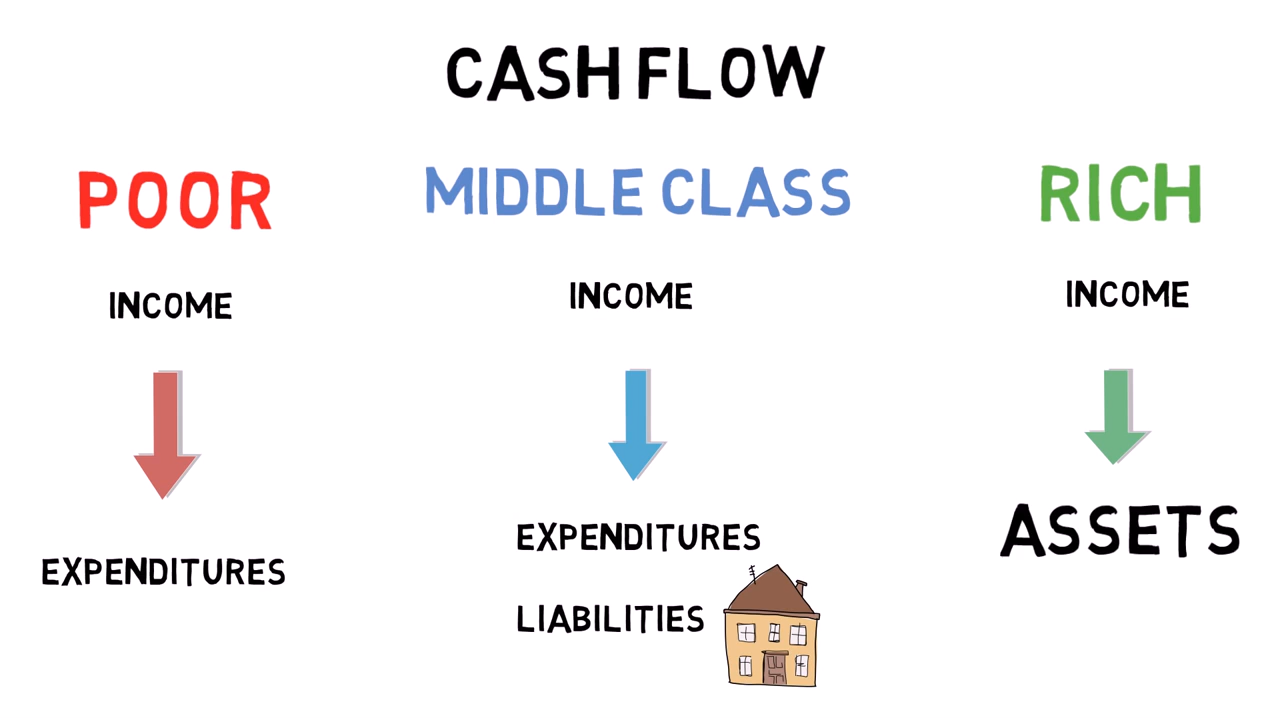 CASH FLOW
POOR
MIDDLE CLASS
RICH
INCOME
INCOME
INCOME
EXPENDITURES
EXPENDITURES
LIABILITIES
ASSETS